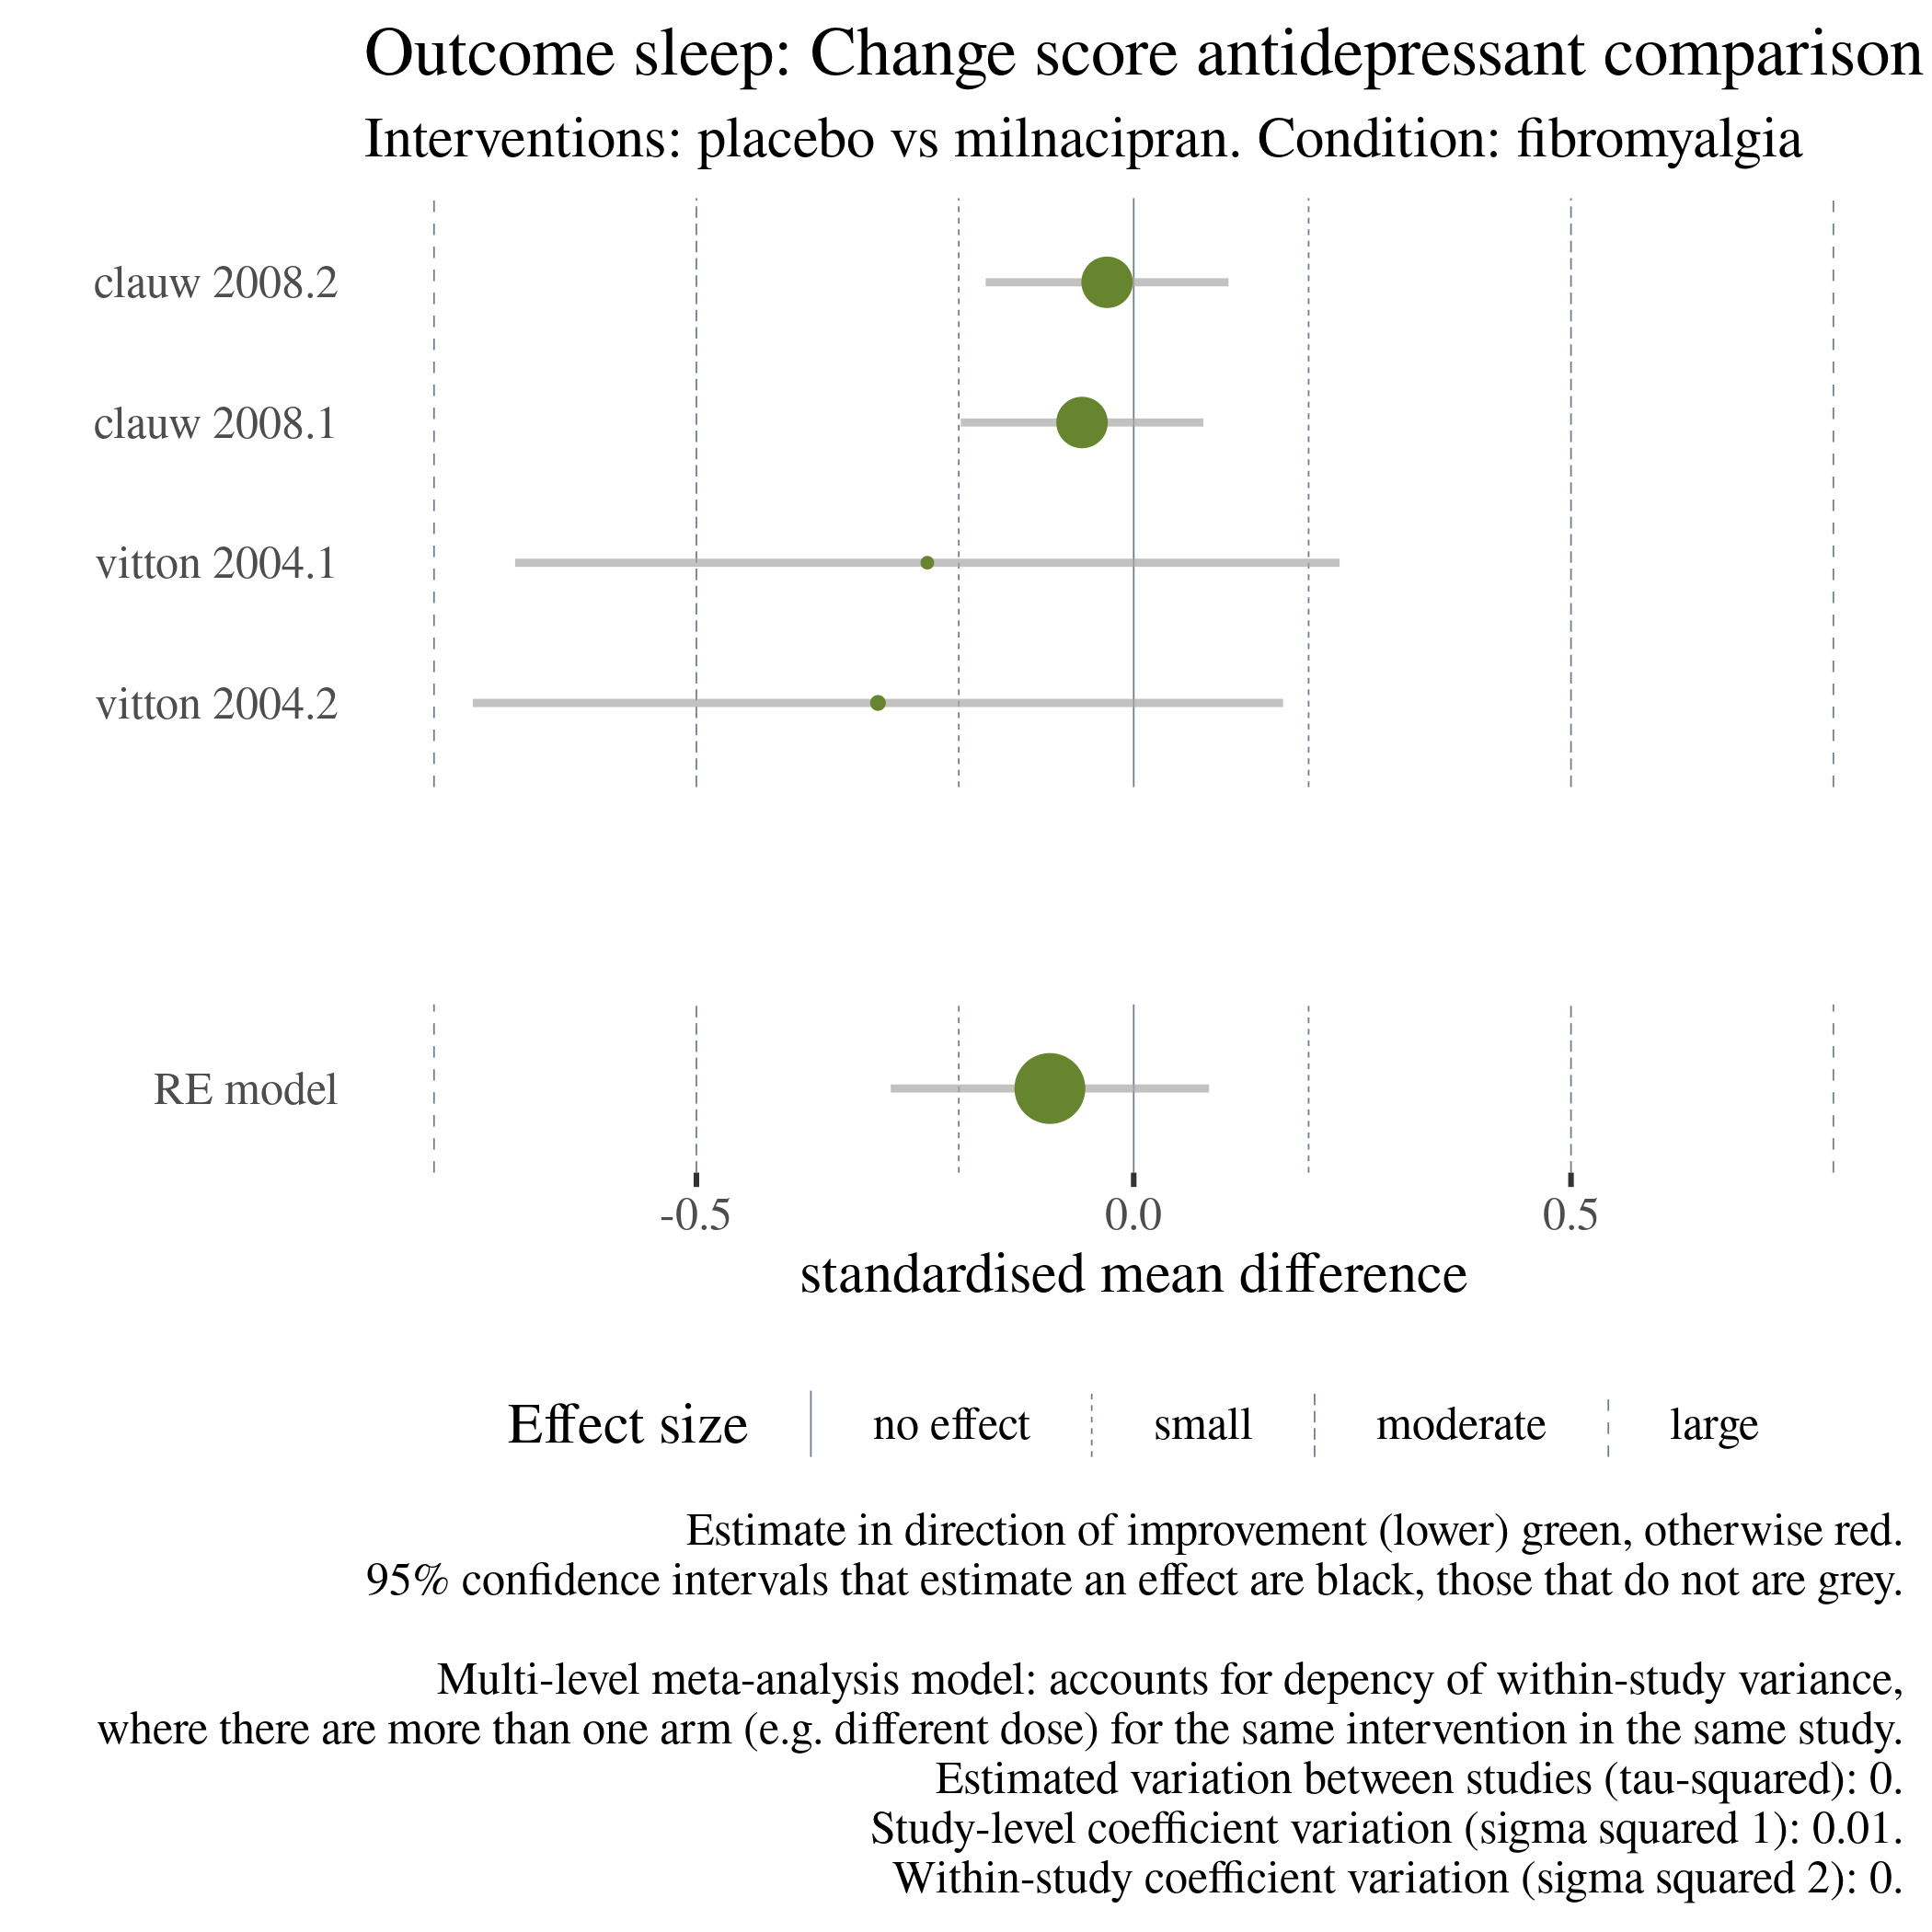 Outcome sleep: Change score antidepressant comparison
Interventions: placebo vs milnacipran. Condition: fibromyalgia
clauw 2008.2
clauw 2008.1
vitton 2004.1
vitton 2004.2
RE model
-0.5 0.0 0.5
standardised mean difference
Effect size no effect small moderate large
Estimate in direction of improvement (lower) green, otherwise red.
95% confidence intervals that estimate an effect are black, those that do not are grey.
Multi-level meta-analysis model: accounts for depency of within-study variance,
where there are more than one arm (e.g. different dose) for the same intervention in the same study.
Estimated variation between studies (tau-squared): 0.
Study-level coefficient variation (sigma squared 1): 0.01.
Within-study coefficient variation (sigma squared 2): 0.